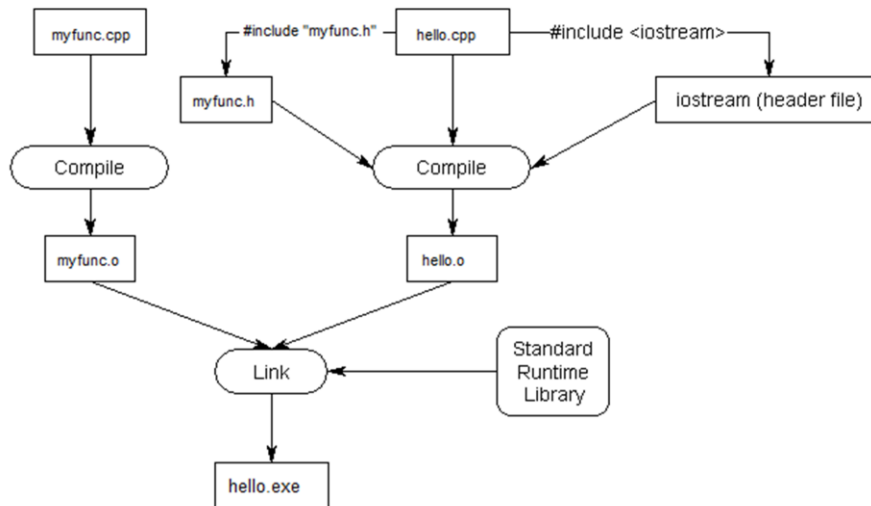 myfunc.cpp
#include "myfunc.h"
hello.cpp
#include <iostream>
myfunc.h
iostream (header file)
Compile
Compile
myfunc.o
hello.o
Link
Standard
Runtime
Library
hello.exe